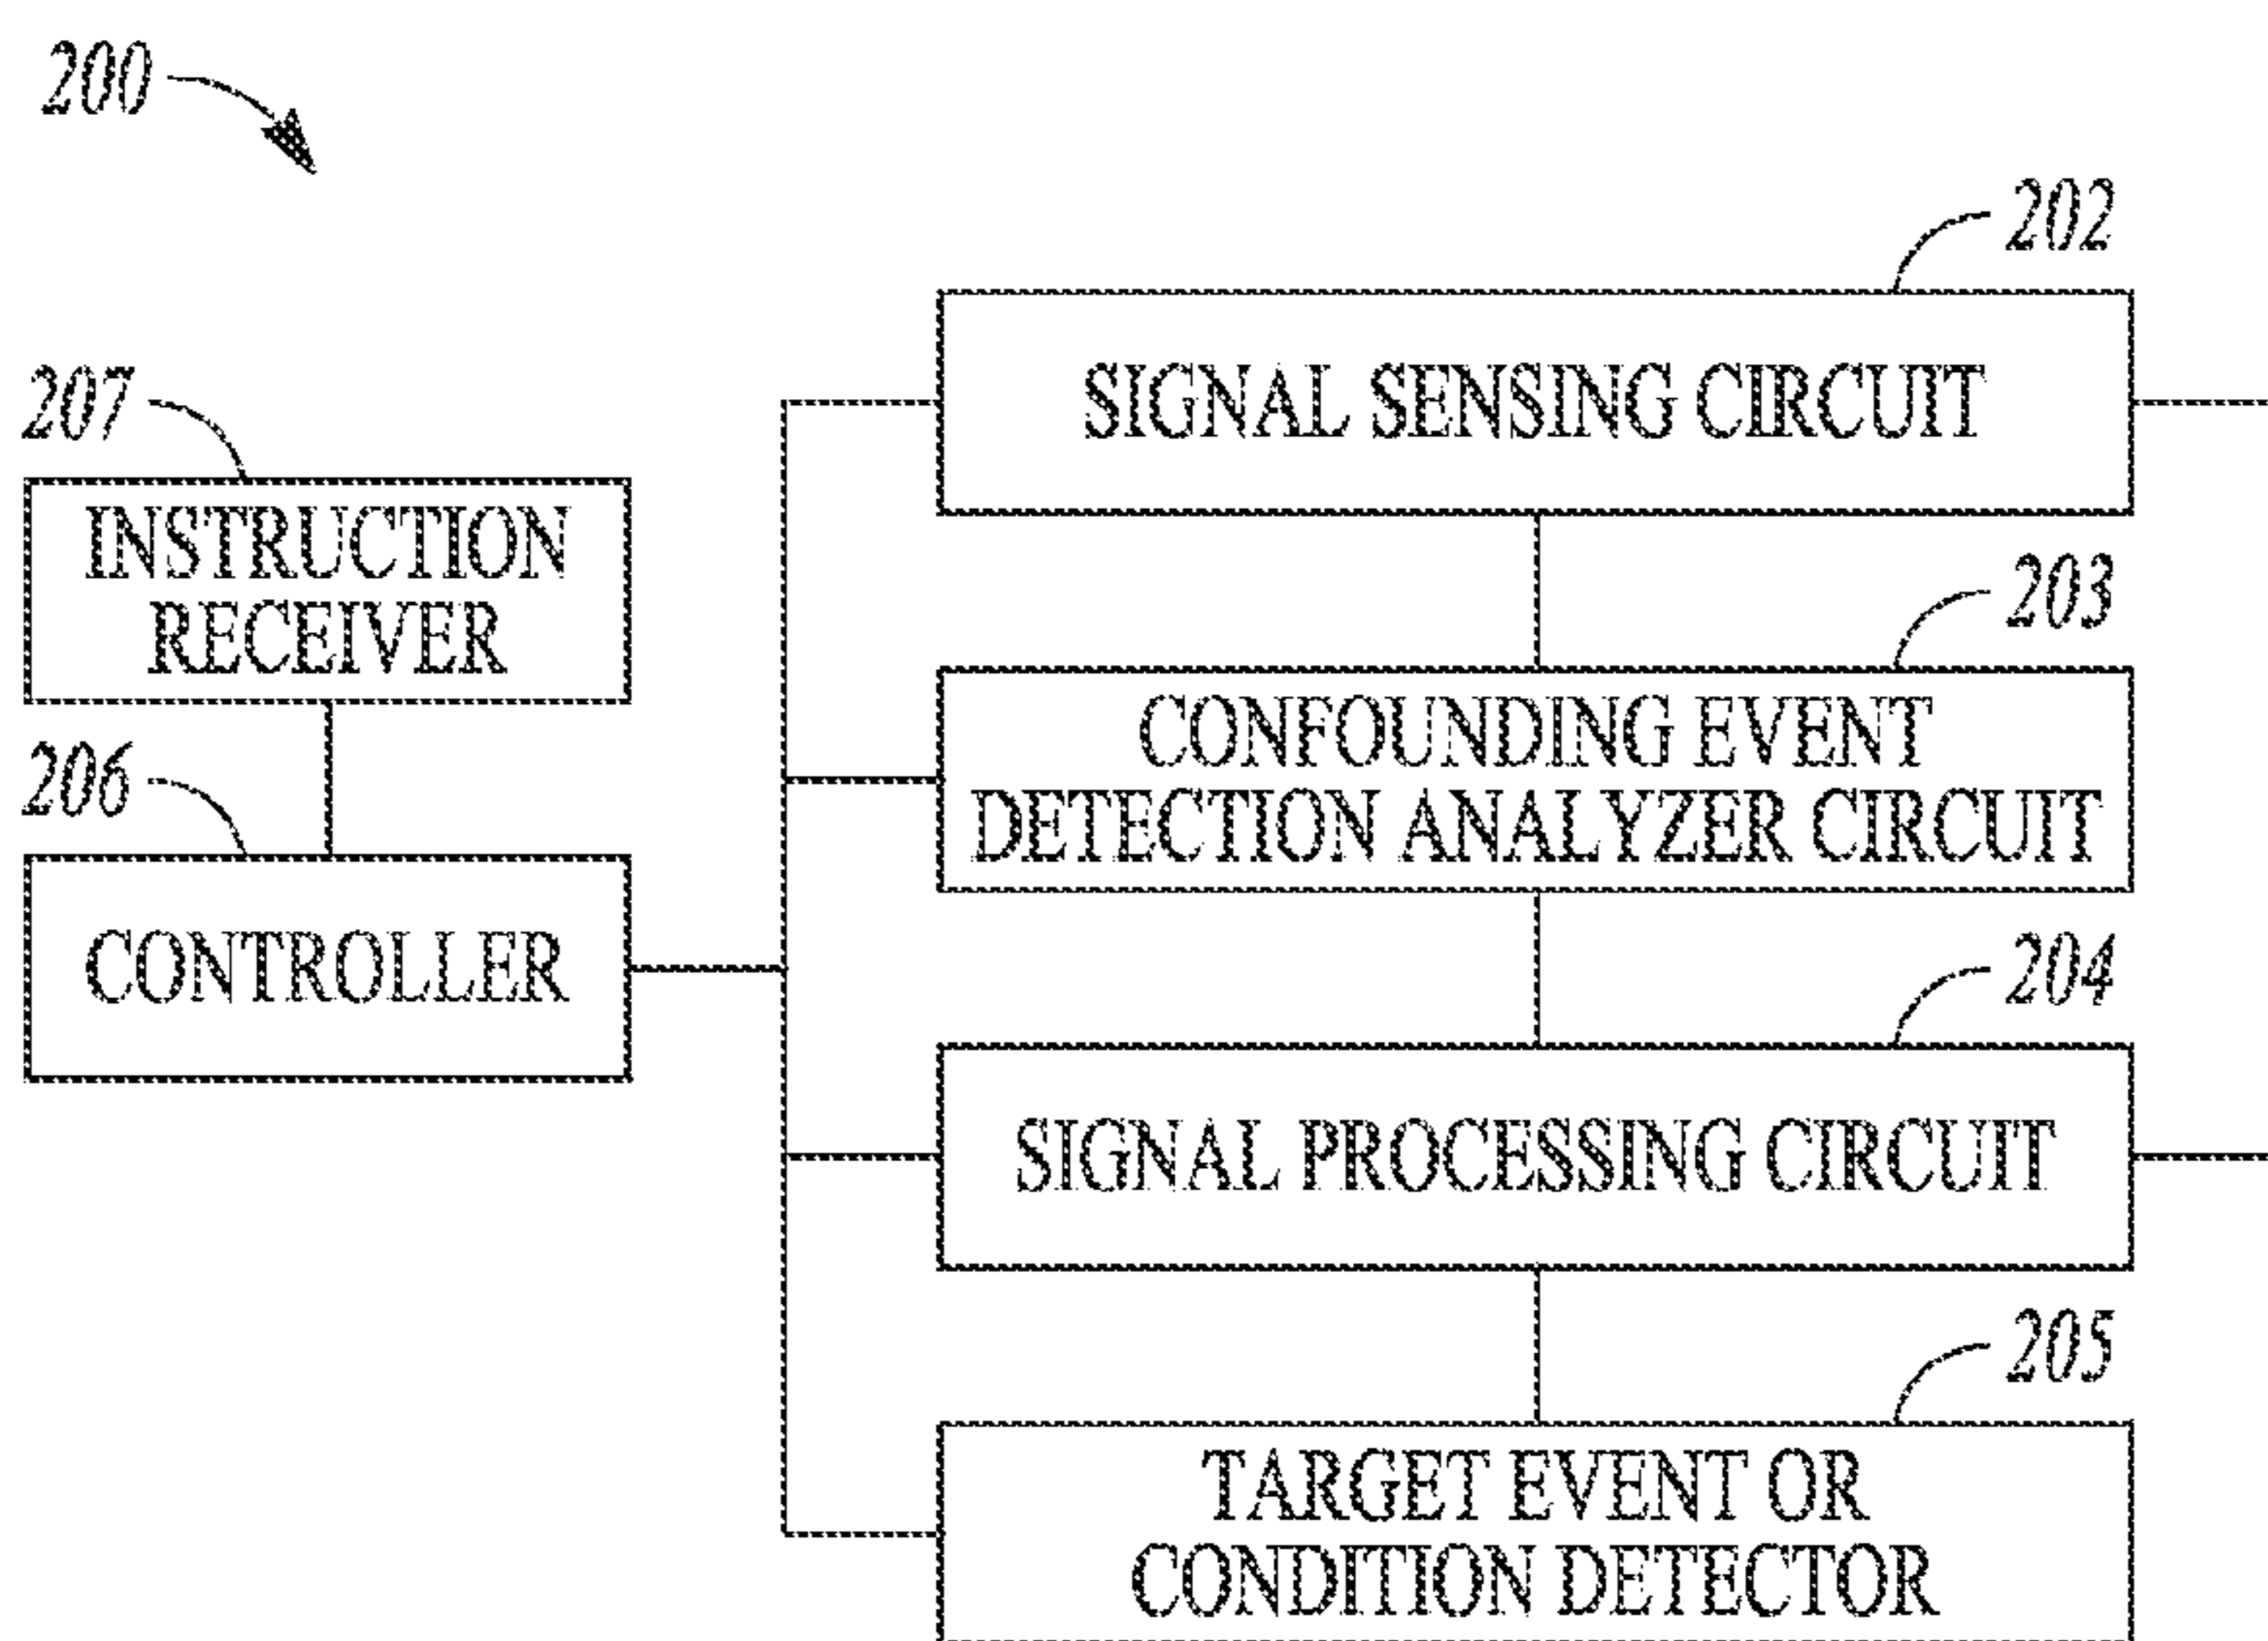 200
202
SIGNAL SENSING CIRCUIT
207
INSTRUCTION
RECEIVER
203
CONFOUNDING EVENT
DETECTION ANALYZER CIRCUIT
206
CONTROLLER
204
SIGNAL PROCESSING CIRCUIT
205
TARGET EVENT OR
CONDITION DETECTOR